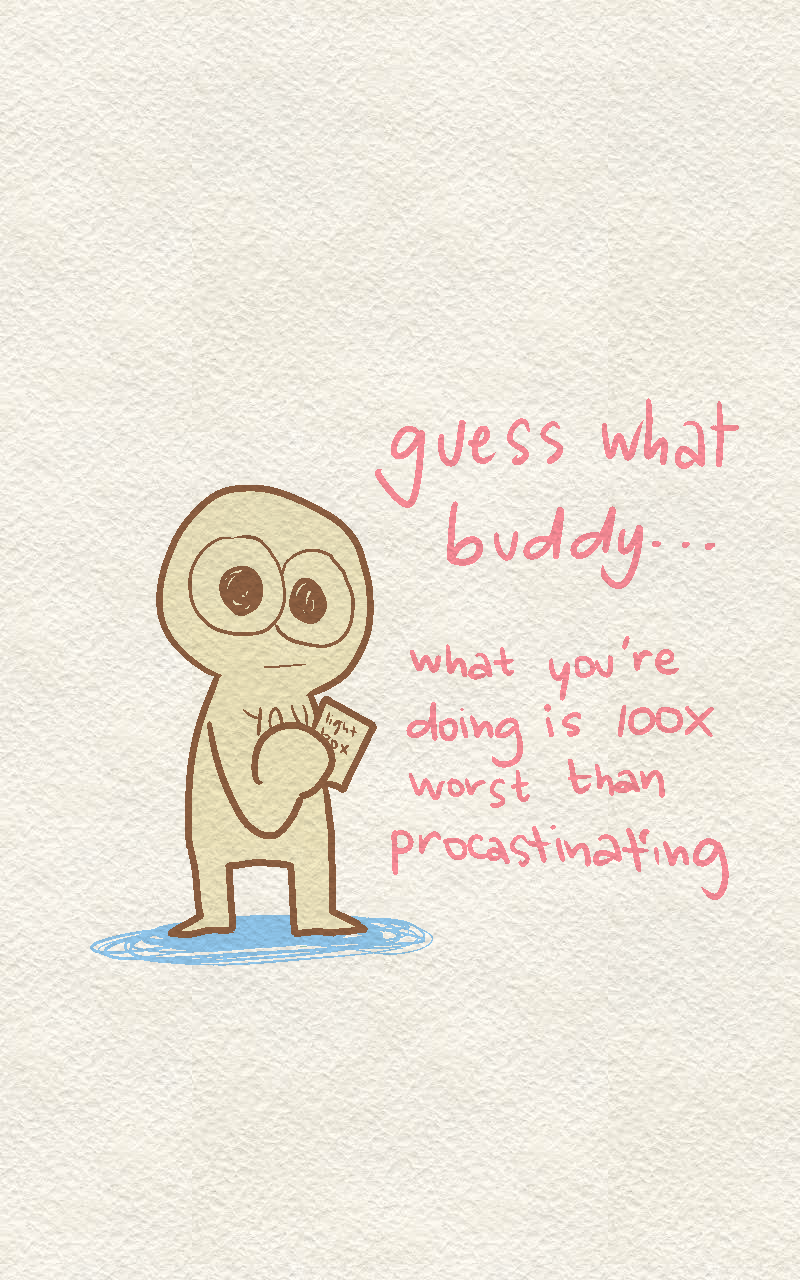 guess what
buddy...
what you're
doing is 100x
worst than
procastinating
YOU
light
box